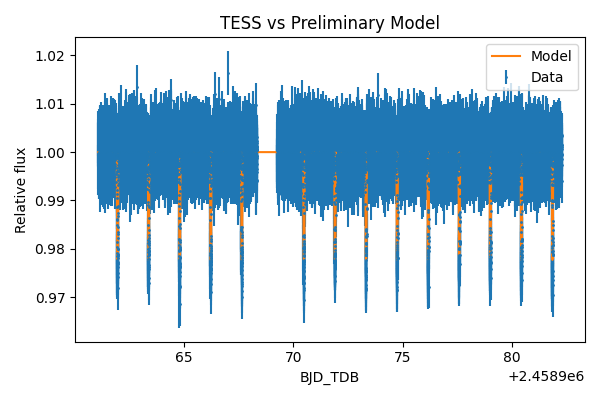 TESS vs Preliminary Model
Relative flux
1.02
1.01
1.00
0.99
0.98
0.97
Model
Data
65
70
75
80
BJD_TDB
+2.4589e6